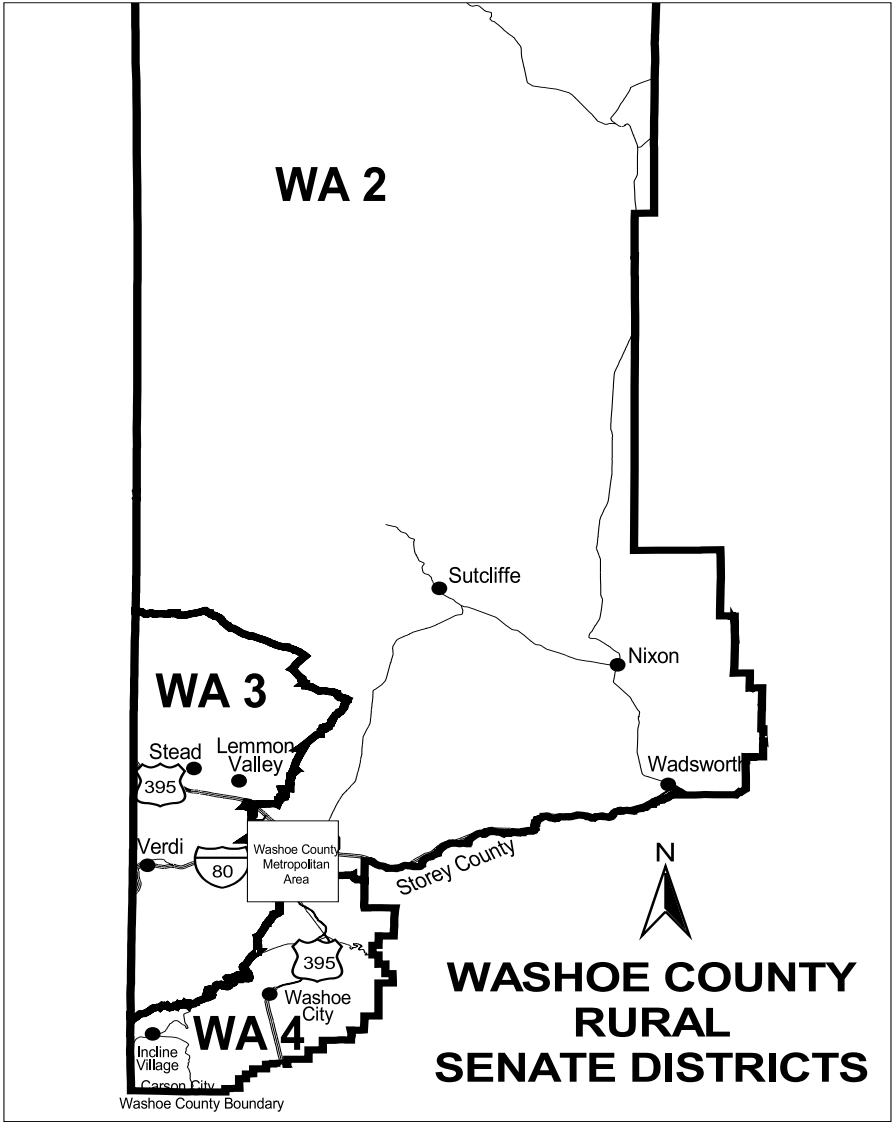 WA 2
Sutcliffe
Nixon
WA 3
Stead
Lemmon
Valley
395
Wadsworth
Verdi
80
Washoe County
Metropolitan
Area
Storey County
N
395
Washoe
City
WA 4
Incline
Village
Carson City
Washoe County Boundary
WASHOE COUNTY
RURAL
SENATE DISTRICTS